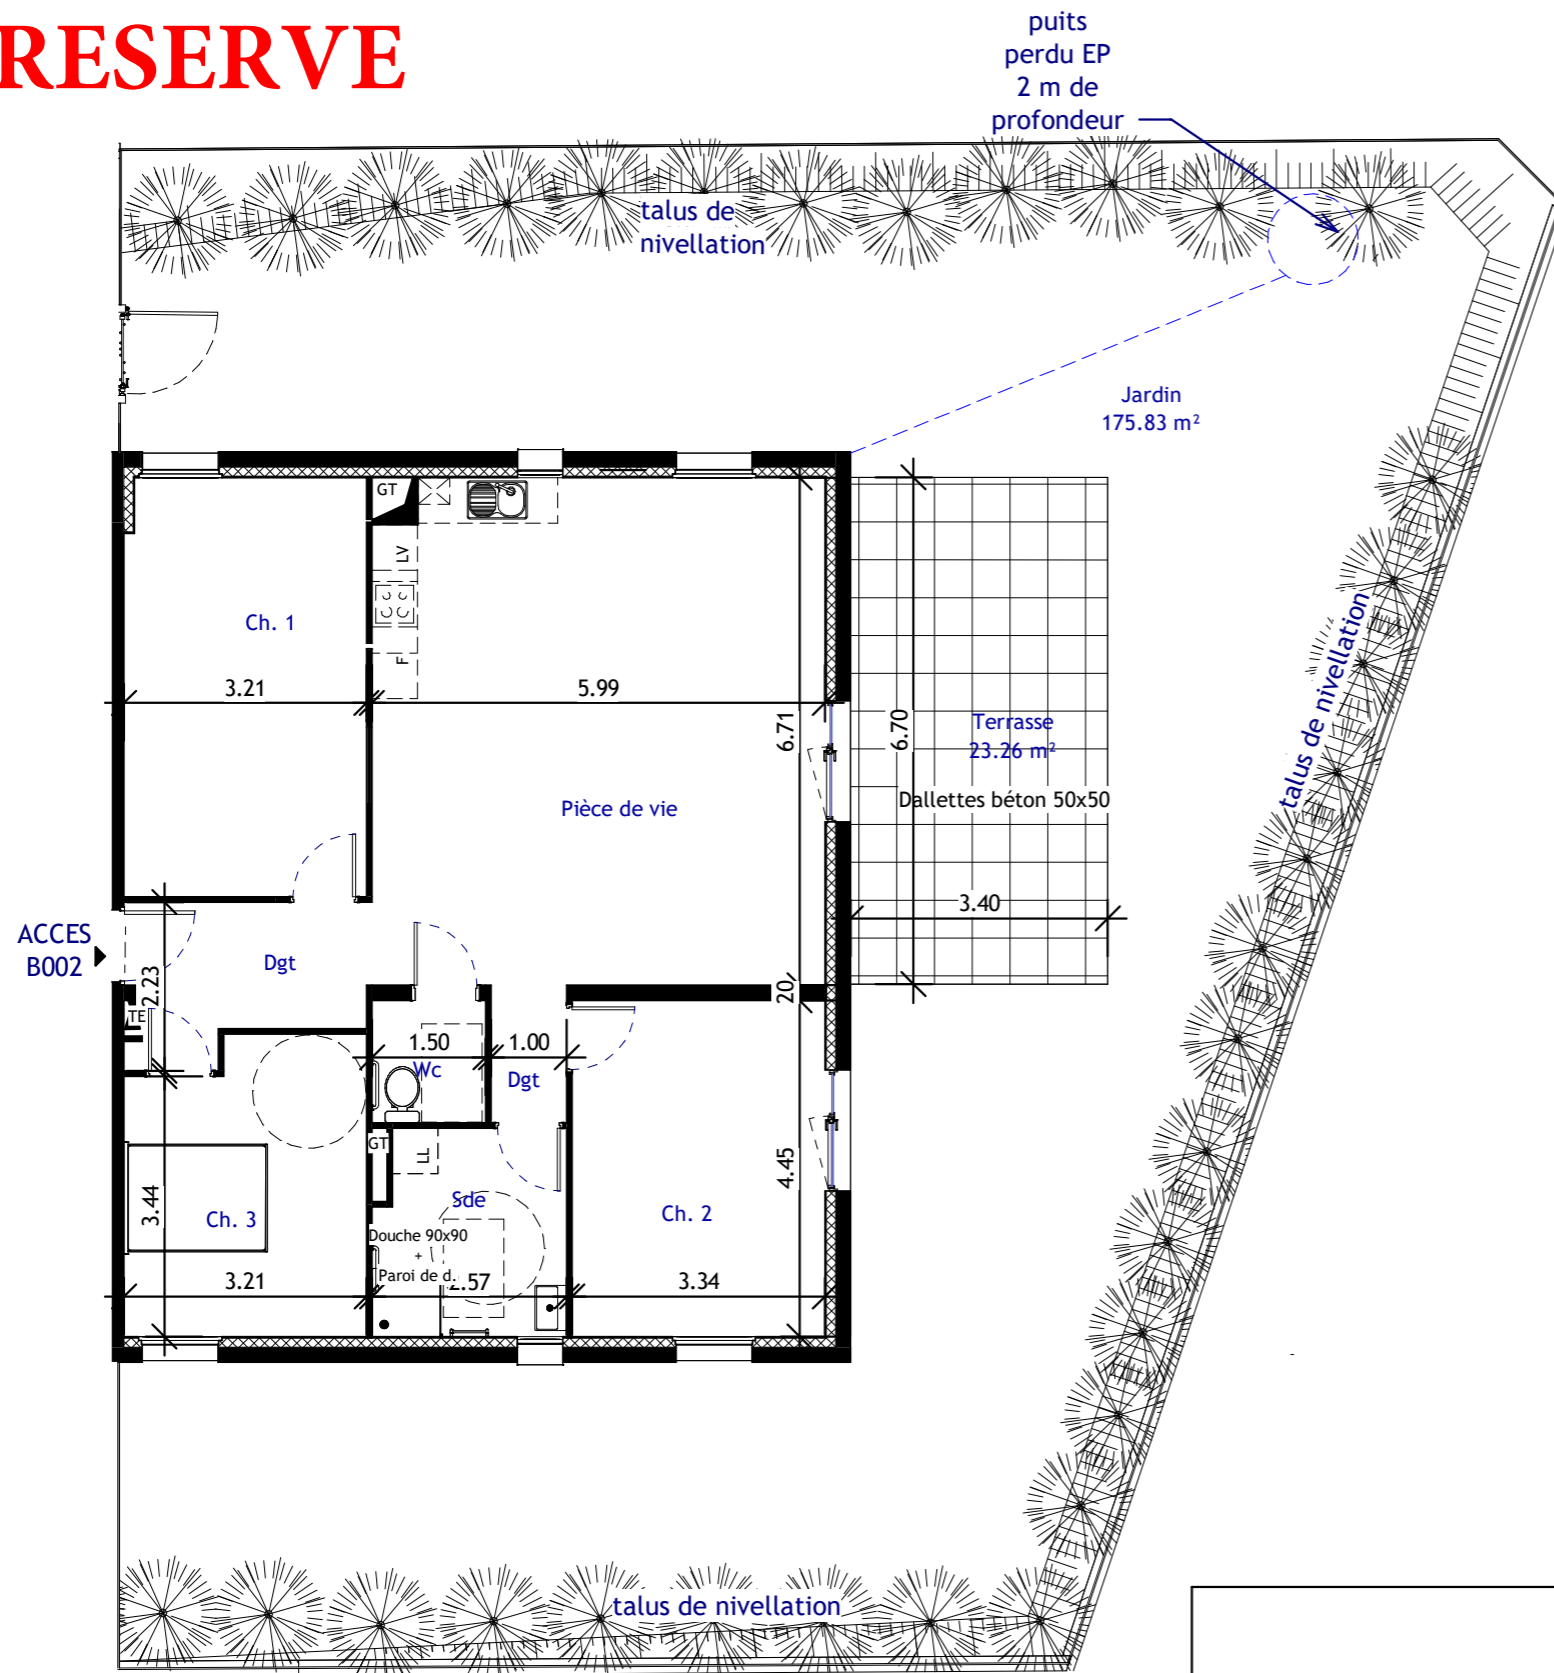 RESERVE
puits
perdu EP
2 m de
profondeur
talus de
nivellation
Jardin
175.83 m²
GT
LV
F
Ch. 1
3.21
5.99
6.71
6.70
Terrasse
23.26 m²
Dallettes béton 50x50
Pièce de vie
talus de nivellation
3.40
ACCES
B002
Dgt
2.23
TE
20
1.50
1.00
Wc
Dgt
GT
LL
4.45
3.44
Ch. 3
Sde
Ch. 2
Douche 90x90
+
Paroi de d.
3.21
2.57
3.34
talus de nivellation